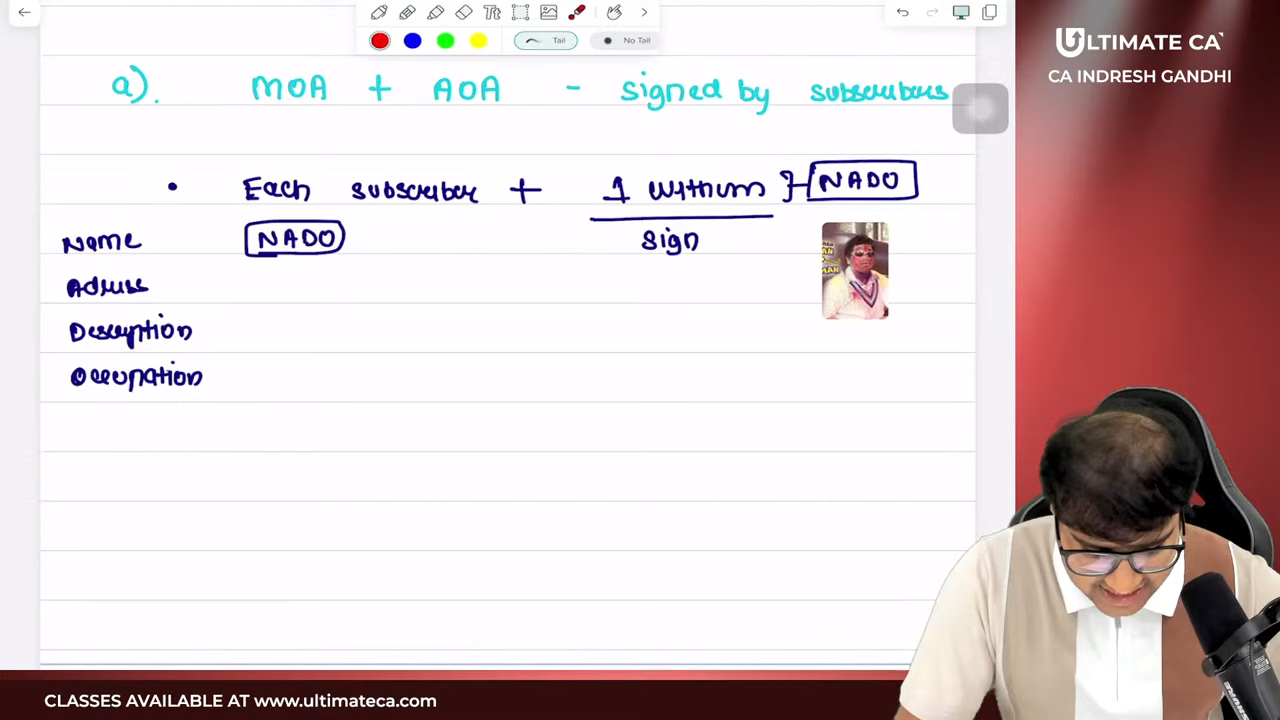 Tt
Tail
No Tail
ULTIMATE CA
CA INDRESH GANDHI
a). MOA + AOA - signed by subscribers
• Each subscriber + 1 Witness } NADO
Name NADO Sign
Address
Description
Occupation
CLASSES AVAILABLE AT www.ultimateca.com